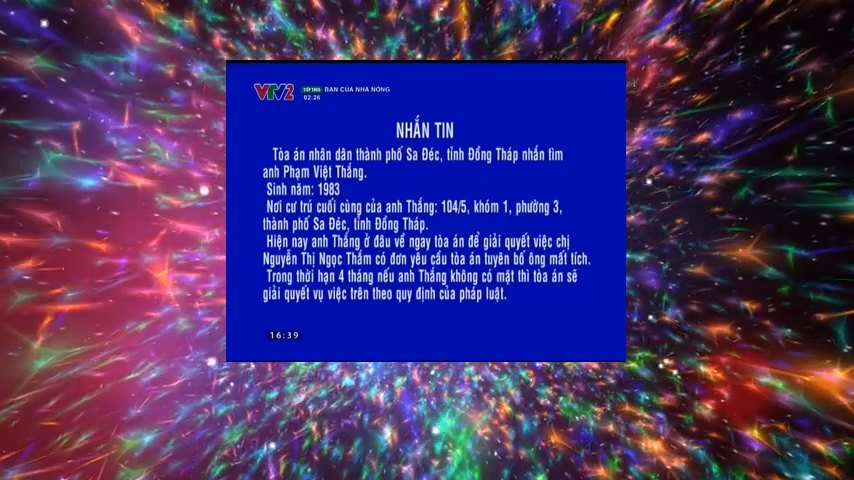 VTV2 TIẾP THEO BẠN CỦA NHÀ NÔNG
02:26
NHẮN TIN
Tòa án nhân dân thành phố Sa Đéc, tỉnh Đồng Tháp nhắn tìm
anh Phạm Việt Thắng.
Sinh năm: 1983
Nơi cư trú cuối cùng của anh Thắng: 104/5, khóm 1, phường 3,
thành phố Sa Đéc, tỉnh Đồng Tháp.
Hiện nay anh Thắng ở đâu về ngay tòa án để giải quyết việc chị
Nguyễn Thị Ngọc Thắm có đơn yêu cầu tòa án tuyên bố ông mất tích.
Trong thời hạn 4 tháng nếu anh Thắng không có mặt thì tòa án sẽ
giải quyết vụ việc trên theo quy định của pháp luật.
16:39